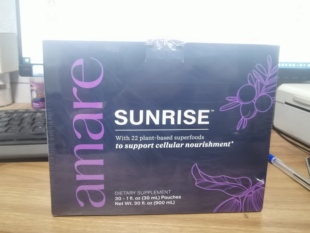 amare
SUNRISE™
With 22 plant-based superfoods
to support cellular nourishment*
DIETARY SUPPLEMENT
30 - 1 fl. oz (30 mL) Pouches
Net Wt. 30 fl. oz (900 mL)